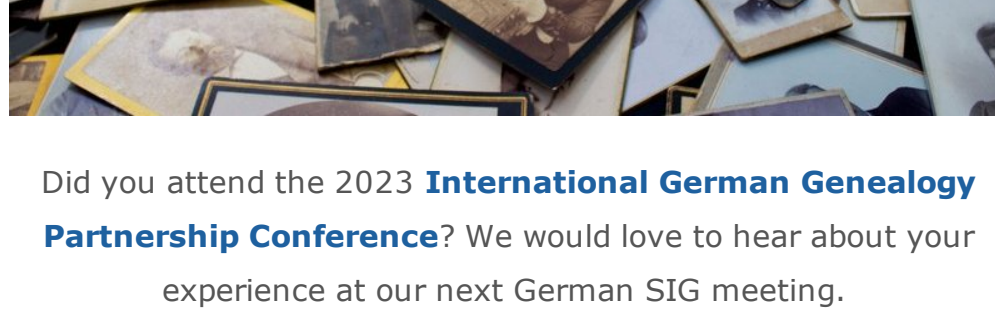 Did you attend the 2023 International German Genealogy
Partnership Conference? We would love to hear about your
experience at our next German SIG meeting.